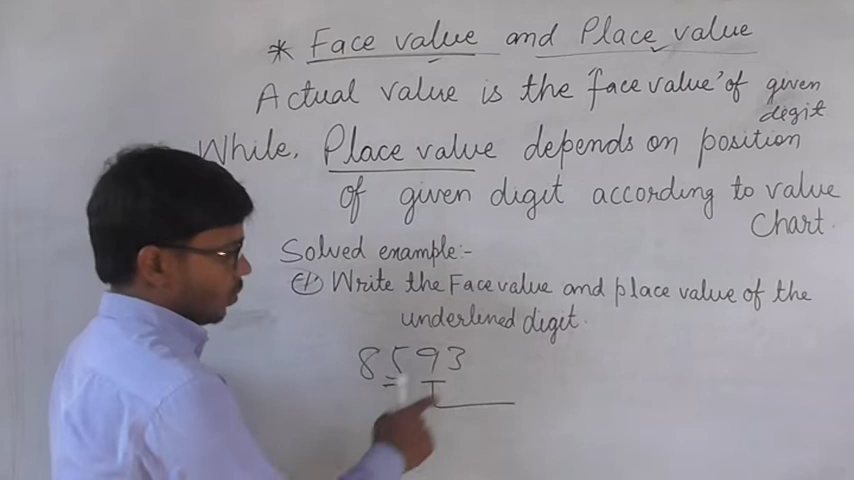 * Face value and Place value
Actual value is the "face value" of given degit
While, Place value depends on position
of given digit according to value
Chart.
Solved example:-
① Write the Face value and place value of the
underlined digit.
8593